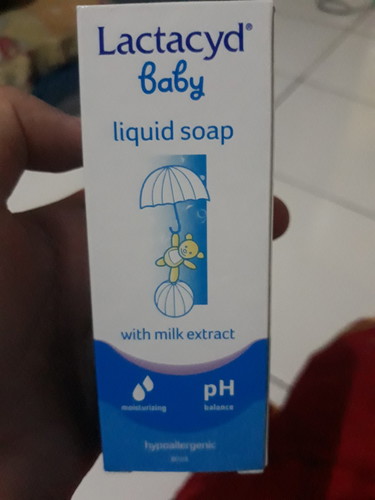 Lactacyd®
baby
liquid soap
with milk extract
moisturizing
pH
balance
hypoallergenic